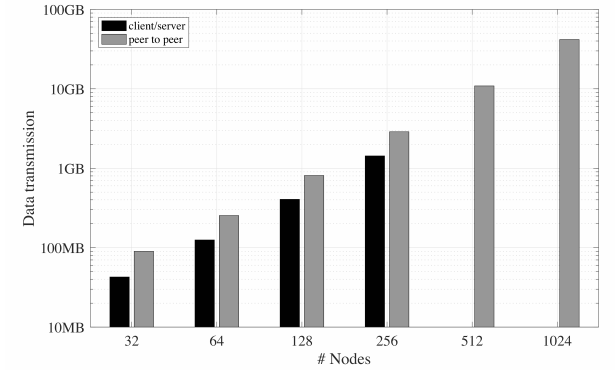 100GB
client/server
peer to peer
10GB
Data transmission
1GB
100MB
10MB
32 64 128 256 512 1024
# Nodes